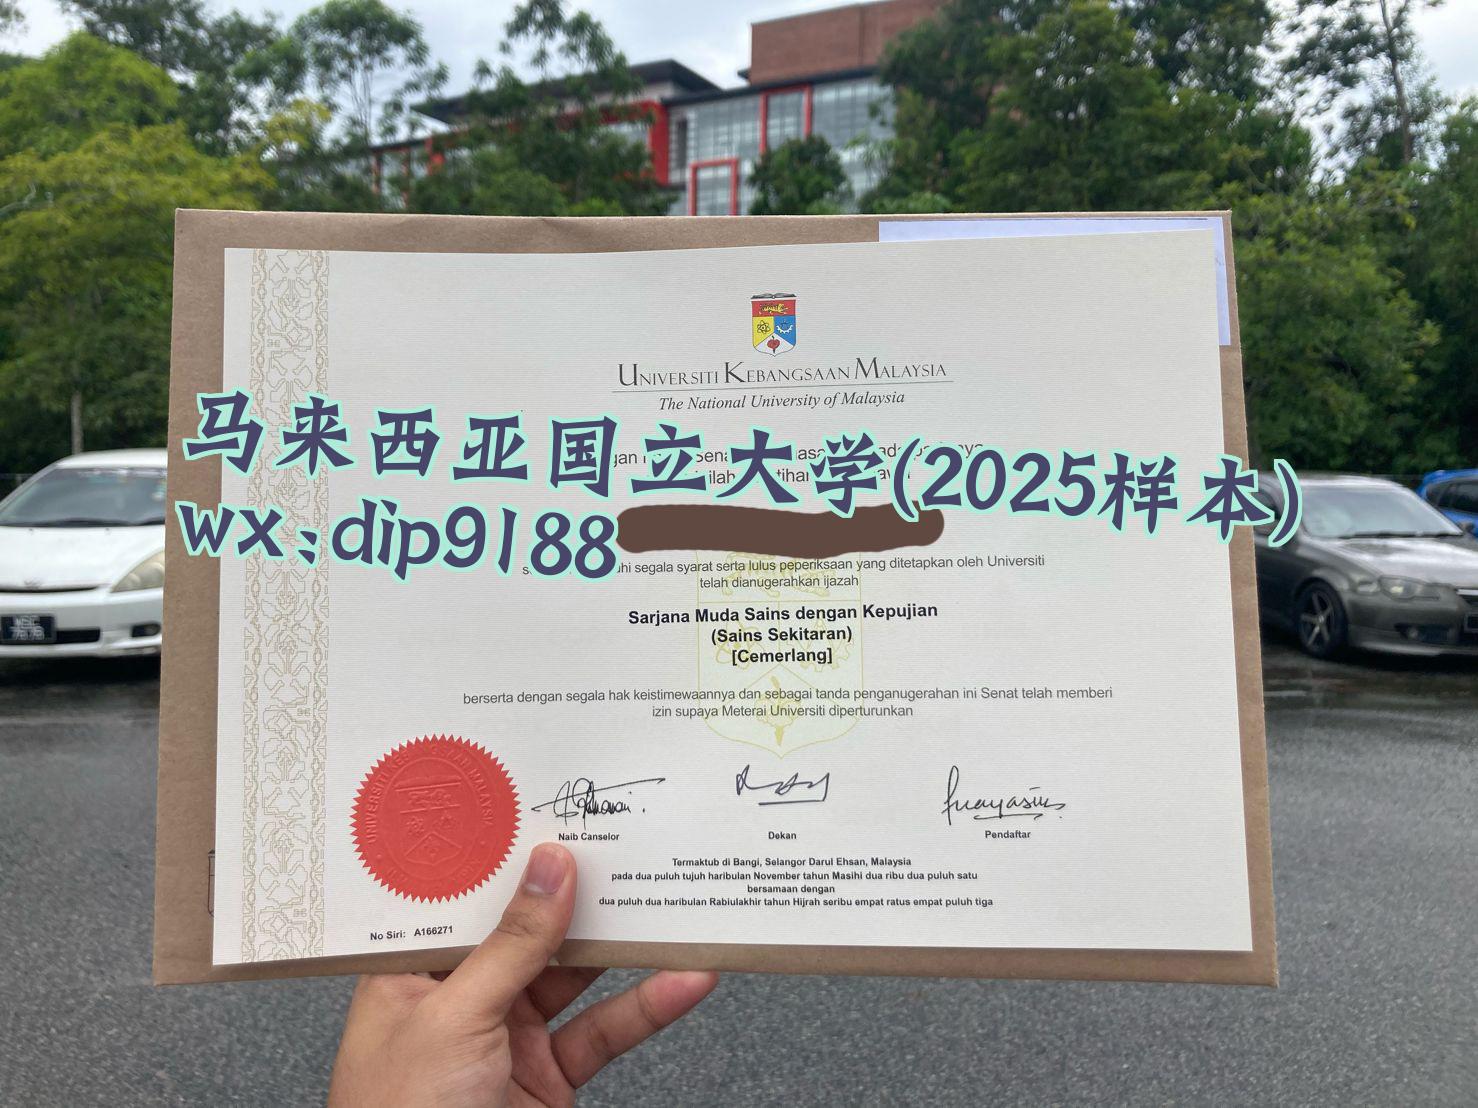 UNIVERSITI KEBANGSAAN MALAYSIA
The National University of Malaysia
马来西亚国立大学(2025样本)
wx:dip9188
segala syarat serta lulus peperiksaan yang ditetapkan oleh Universiti
telah dianugerahkan ijazah
Sarjana Muda Sains dengan Kepujian
(Sains Sekitaran)
[Cemerlang]
berserta dengan segala hak keistimewaannya dan sebagai tanda penganugerahan ini Senat telah memberi
izin supaya Meterai Universiti diperturunkan
UNIVERSITI KEBANGSAAN MALAYSIA
Naib Canselor
Dekan
Pendaftar
Termaktub di Bangi, Selangor Darul Ehsan, Malaysia
pada dua puluh tujuh haribulan November tahun Masihi dua ribu dua puluh satu
bersamaan dengan
dua puluh dua haribulan Rabiulakhir tahun Hijrah seribu empat ratus empat puluh tiga
No Siri: A166271